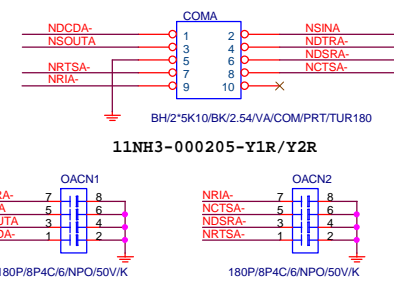 COMA
NDCDA- 1 2 NSINA
NSOUTA 3 4 NDTRA-
5 6 NDSRA-
NRTSA- 7 8 NCTSA-
NRIA- 9 10
BH/2*5K10/BK/2.54/VA/COM/PRT/TUR180
11NH3-000205-Y1R/Y2R
OACN1 OACN2
RA- 7 8 NRIA- 7 8
A 5 6 NCTSA- 5 6
UTA 3 4 NDSRA- 3 4
DA- 1 2 NRTSA- 1 2
180P/8P4C/6/NPO/50V/K 180P/8P4C/6/NPO/50V/K